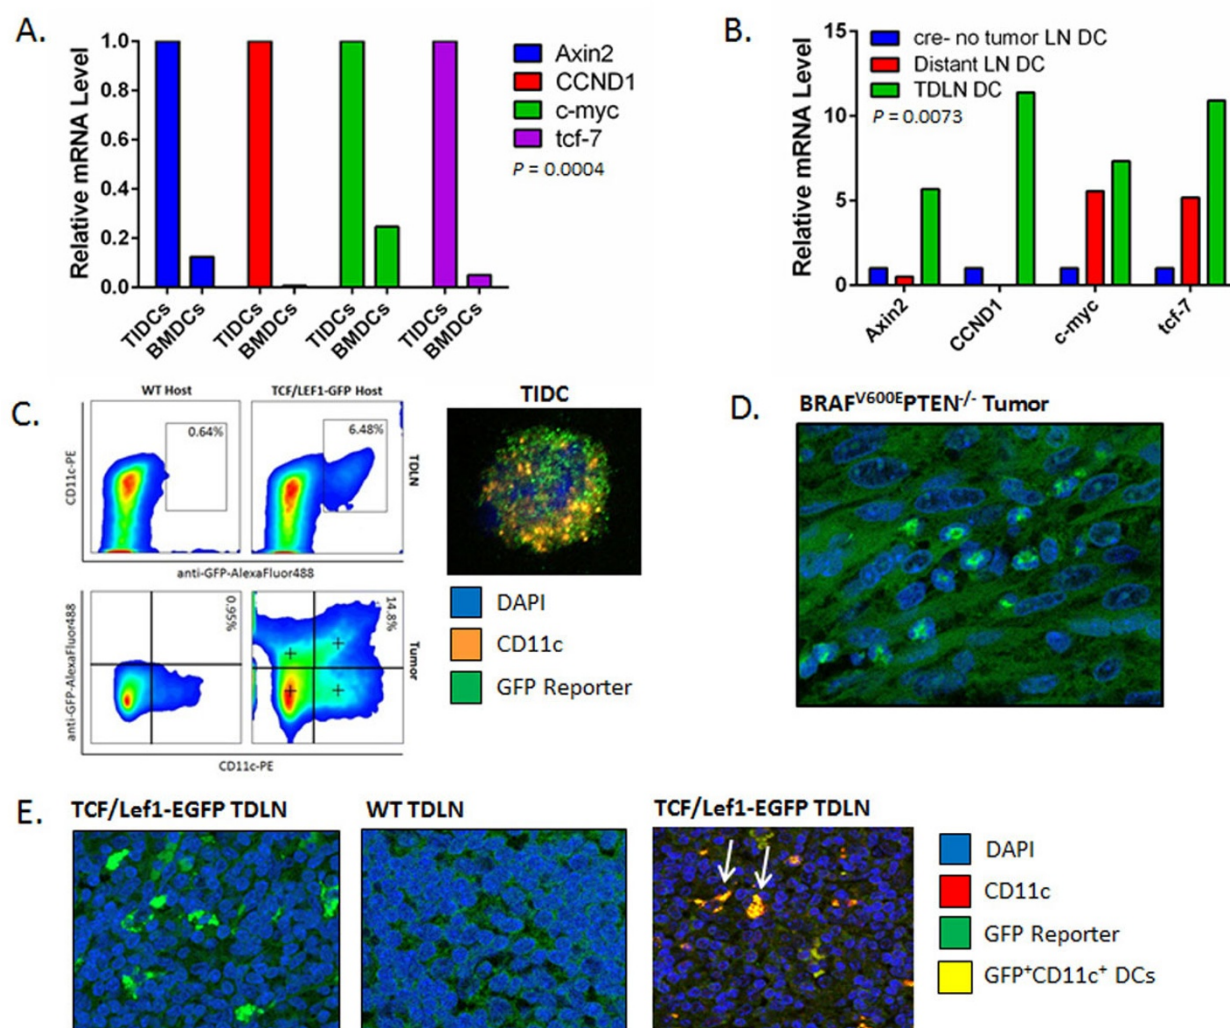 A.
Relative mRNA Level
1.0
0.8
0.6
0.4
0.2
0.0
TIDCs
BMDCs
TIDCs
BMDCs
TIDCs
BMDCs
TIDCs
BMDCs
Axin2
CCND1
c-myc
tcf-7
P = 0.0004
B.
Relative mRNA Level
15
10
5
0
cre- no tumor LN DC
Distant LN DC
TDLN DC
P = 0.0073
Axin2
CCND1
c-myc
tcf-7
C.
WT Host
TCF/LEF1-GFP Host
CD11c-PE
0.64%
6.48%
TDLN
anti-GFP-AlexaFluor488
anti-GFP-AlexaFluor488
0.95%
14.8%
Tumor
CD11c-PE
TIDC
DAPI
CD11c
GFP Reporter
D.
BRAFV600EPTEN-/- Tumor
E.
TCF/Lef1-EGFP TDLN
WT TDLN
TCF/Lef1-EGFP TDLN
DAPI
CD11c
GFP Reporter
GFP+CD11c+ DCs